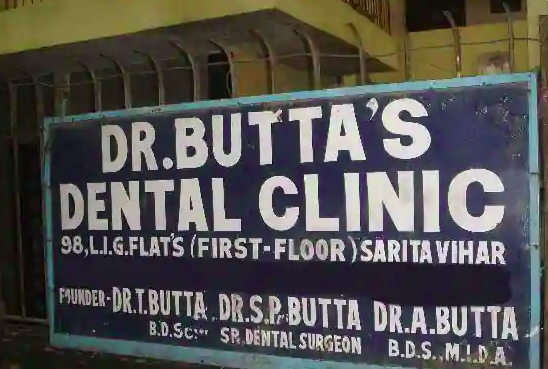 DR.BUTTA'S
DENTAL CLINIC
98,L.I.G.FLAT'S (FIRST-FLOOR) SARITA VIHAR
FOUNDER-DR.T.BUTTA DR.S.P.BUTTA DR.A.BUTTA
SR.DENTAL SURGEON B.D.S., M.I.D.A.